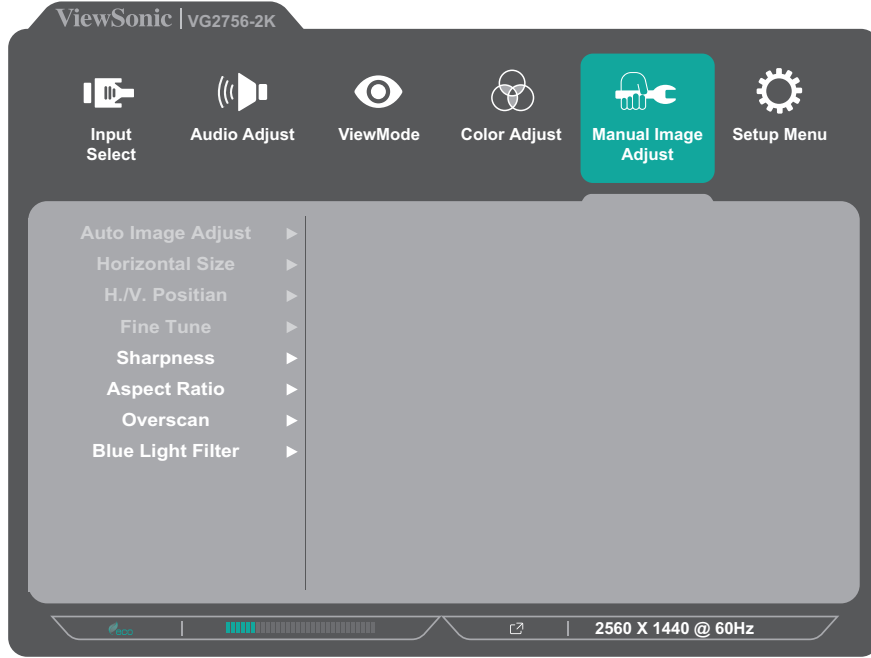 ViewSonic | VG2756-2K
Input Select
Audio Adjust
ViewMode
Color Adjust
Manual Image Adjust
Setup Menu
Auto Image Adjust
Horizontal Size
H./V. Positian
Fine Tune
Sharpness
Aspect Ratio
Overscan
Blue Light Filter
eco | 2560 X 1440 @ 60Hz